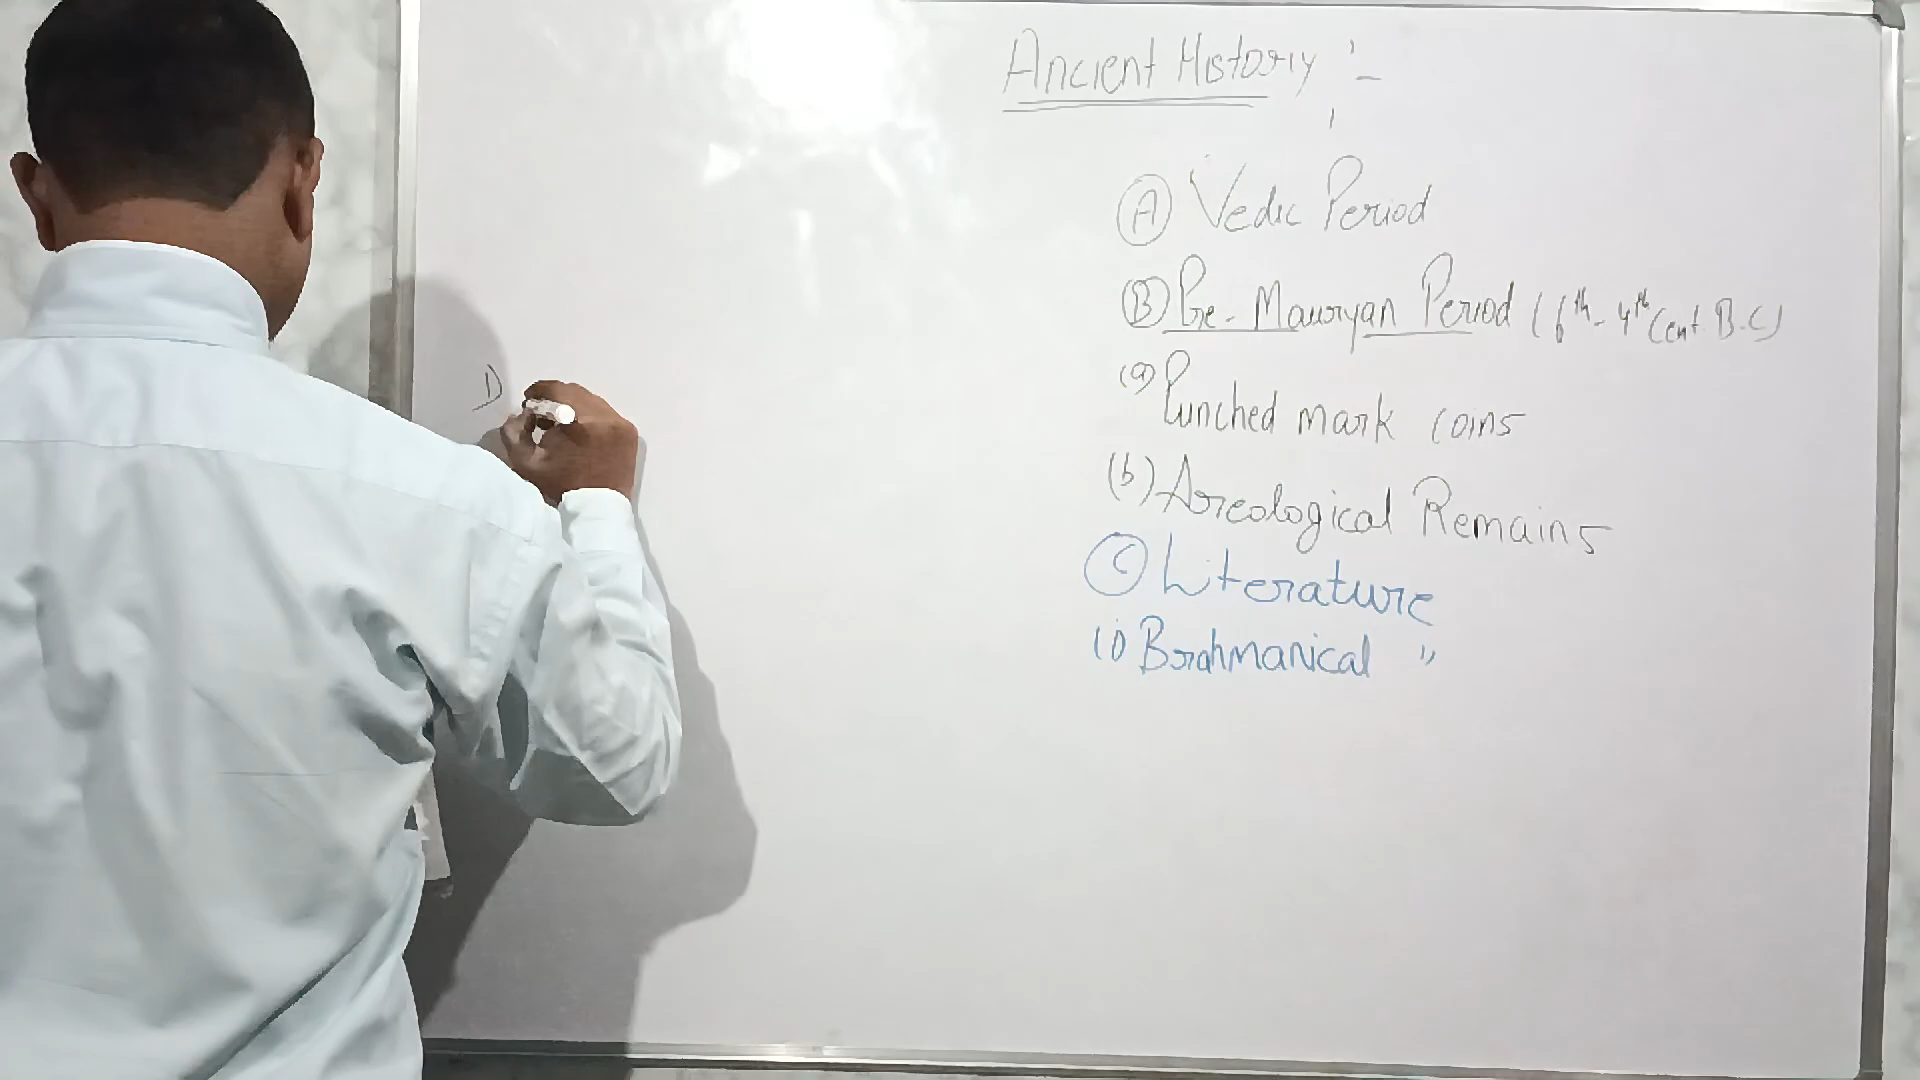 Ancient History :-
(A) Vedic Period
(B) Pre-Mauryan Period (6th-4th Cent. B.C)
(a) Punched mark coins
(b) Areological Remains
(C) Literature
(i) Brahmanical "
D